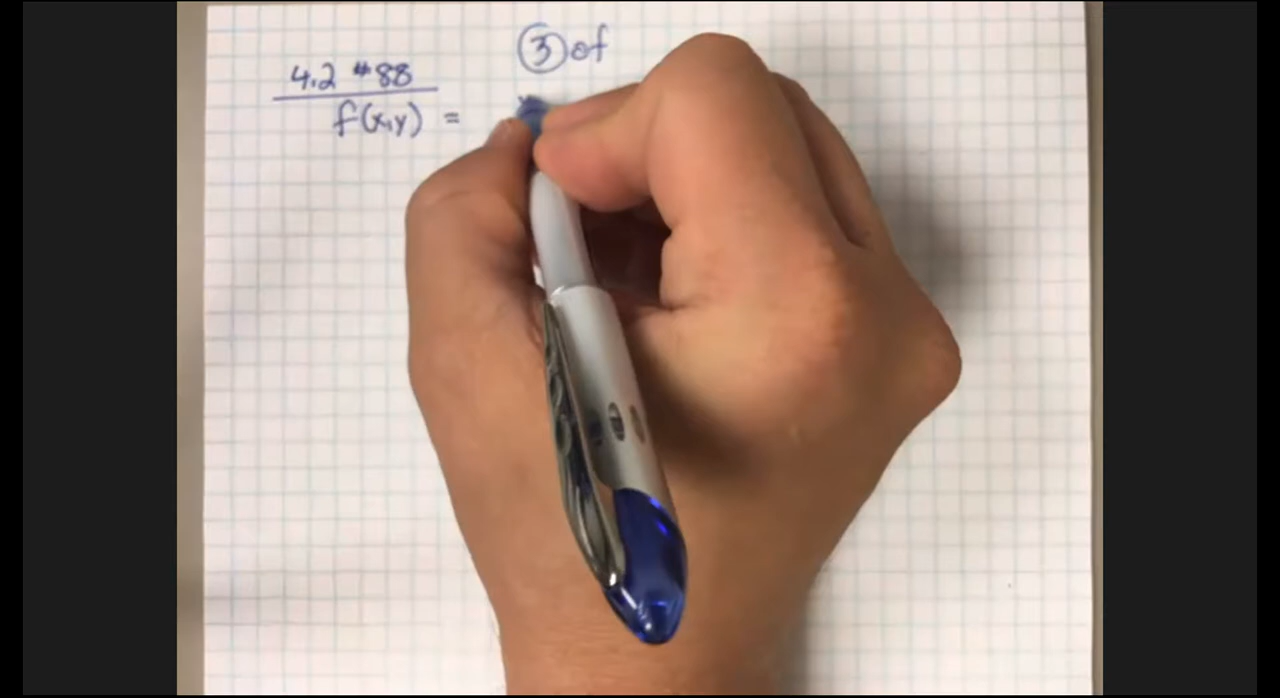 ③ of
4.2 #88
f(x,y) =